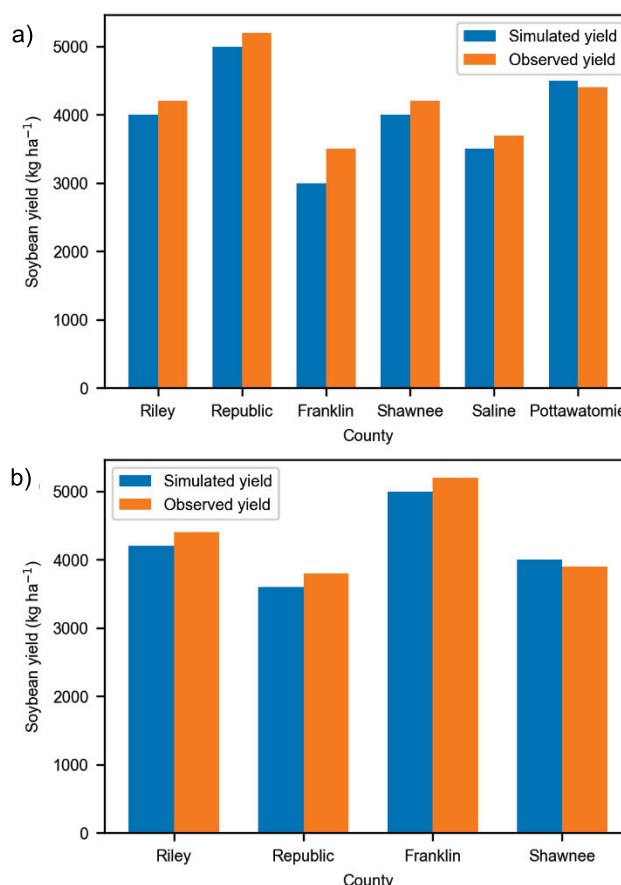 a)
Simulated yield
Observed yield
5000
4000
3000
2000
1000
0
Soybean yield (kg ha⁻¹)
Riley Republic Franklin Shawnee Saline Pottawatomie
County
b)
Simulated yield
Observed yield
5000
4000
3000
2000
1000
0
Soybean yield (kg ha⁻¹)
Riley Republic Franklin Shawnee
County